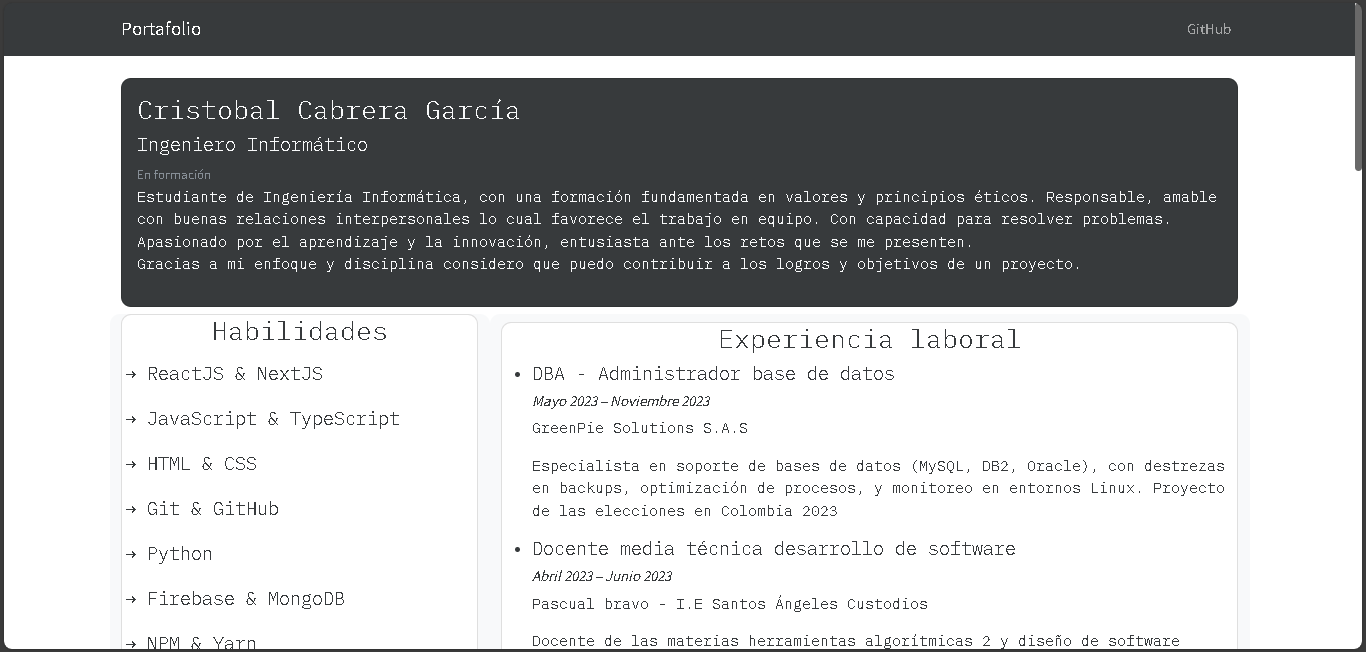 Portafolio
GitHub
Cristobal Cabrera García
Ingeniero Informático
En formación
Estudiante de Ingeniería Informática, con una formación fundamentada en valores y principios éticos. Responsable, amable
con buenas relaciones interpersonales lo cual favorece el trabajo en equipo. Con capacidad para resolver problemas.
Apasionado por el aprendizaje y la innovación, entusiasta ante los retos que se me presenten.
Gracias a mi enfoque y disciplina considero que puedo contribuir a los logros y objetivos de un proyecto.
Habilidades
→ ReactJS & NextJS
→ JavaScript & TypeScript
→ HTML & CSS
→ Git & GitHub
→ Python
→ Firebase & MongoDB
→ NPM & Yarn
Experiencia laboral
• DBA - Administrador base de datos
Mayo 2023 – Noviembre 2023
GreenPie Solutions S.A.S
Especialista en soporte de bases de datos (MySQL, DB2, Oracle), con destrezas
en backups, optimización de procesos, y monitoreo en entornos Linux. Proyecto
de las elecciones en Colombia 2023
• Docente media técnica desarrollo de software
Abril 2023 – Junio 2023
Pascual bravo - I.E Santos Ángeles Custodios
Docente de las materias herramientas algorítmicas 2 y diseño de software